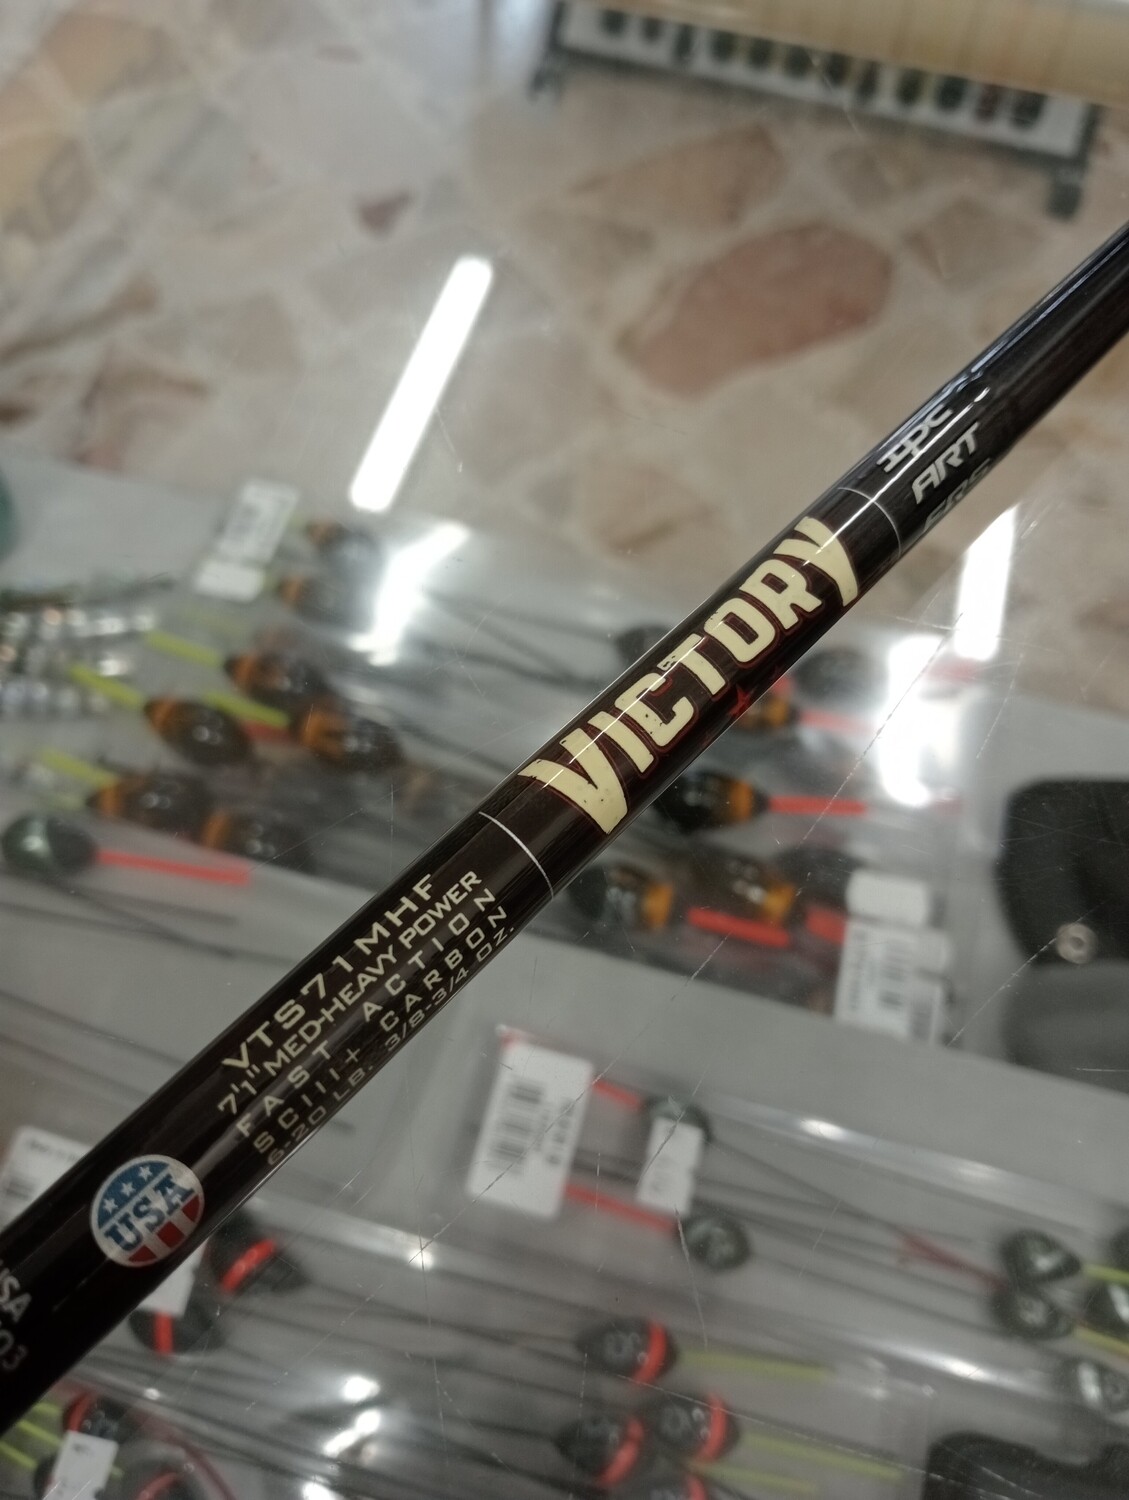 IPC
ART
VICTORY
VTS71MHF
7'1" MED-HEAVY POWER
FAST ACTION
SCIII+ CARBON
6-20 LB. 3/8-3/4 OZ.
USA